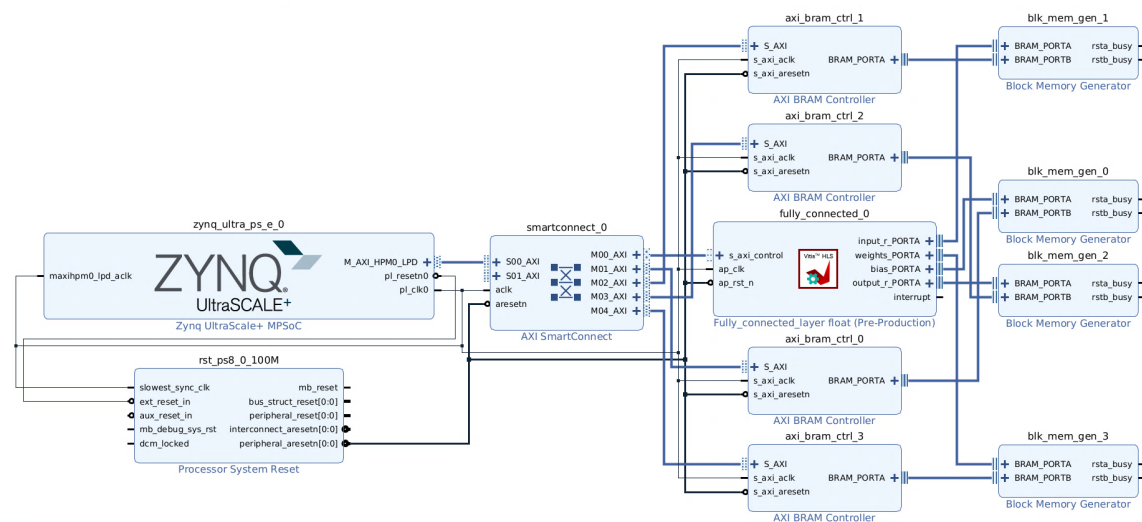 axi_bram_ctrl_1
S_AXI
s_axi_aclk
s_axi_aresetn
BRAM_PORTA
AXI BRAM Controller
blk_mem_gen_1
BRAM_PORTA
BRAM_PORTB
rsta_busy
rstb_busy
Block Memory Generator
axi_bram_ctrl_2
S_AXI
s_axi_aclk
s_axi_aresetn
BRAM_PORTA
AXI BRAM Controller
blk_mem_gen_0
BRAM_PORTA
BRAM_PORTB
rsta_busy
rstb_busy
Block Memory Generator
zynq_ultra_ps_e_0
maxihpm0_lpd_aclk
ZYNQ
UltraSCALE+
M_AXI_HPM0_LPD
pl_resetn0
pl_clk0
Zynq UltraScale+ MPSoC
smartconnect_0
S00_AXI
S01_AXI
aclk
aresetn
M00_AXI
M01_AXI
M02_AXI
M03_AXI
M04_AXI
AXI SmartConnect
fully_connected_0
s_axi_control
ap_clk
ap_rst_n
Vitis HLS
input_r_PORTA
weights_PORTA
bias_PORTA
output_r_PORTA
interrupt
Fully_connected_layer float (Pre-Production)
blk_mem_gen_2
BRAM_PORTA
BRAM_PORTB
rsta_busy
rstb_busy
Block Memory Generator
rst_ps8_0_100M
slowest_sync_clk
ext_reset_in
aux_reset_in
mb_debug_sys_rst
dcm_locked
mb_reset
bus_struct_reset[0:0]
peripheral_reset[0:0]
interconnect_aresetn[0:0]
peripheral_aresetn[0:0]
Processor System Reset
axi_bram_ctrl_0
S_AXI
s_axi_aclk
s_axi_aresetn
BRAM_PORTA
AXI BRAM Controller
axi_bram_ctrl_3
S_AXI
s_axi_aclk
s_axi_aresetn
BRAM_PORTA
AXI BRAM Controller
blk_mem_gen_3
BRAM_PORTA
BRAM_PORTB
rsta_busy
rstb_busy
Block Memory Generator